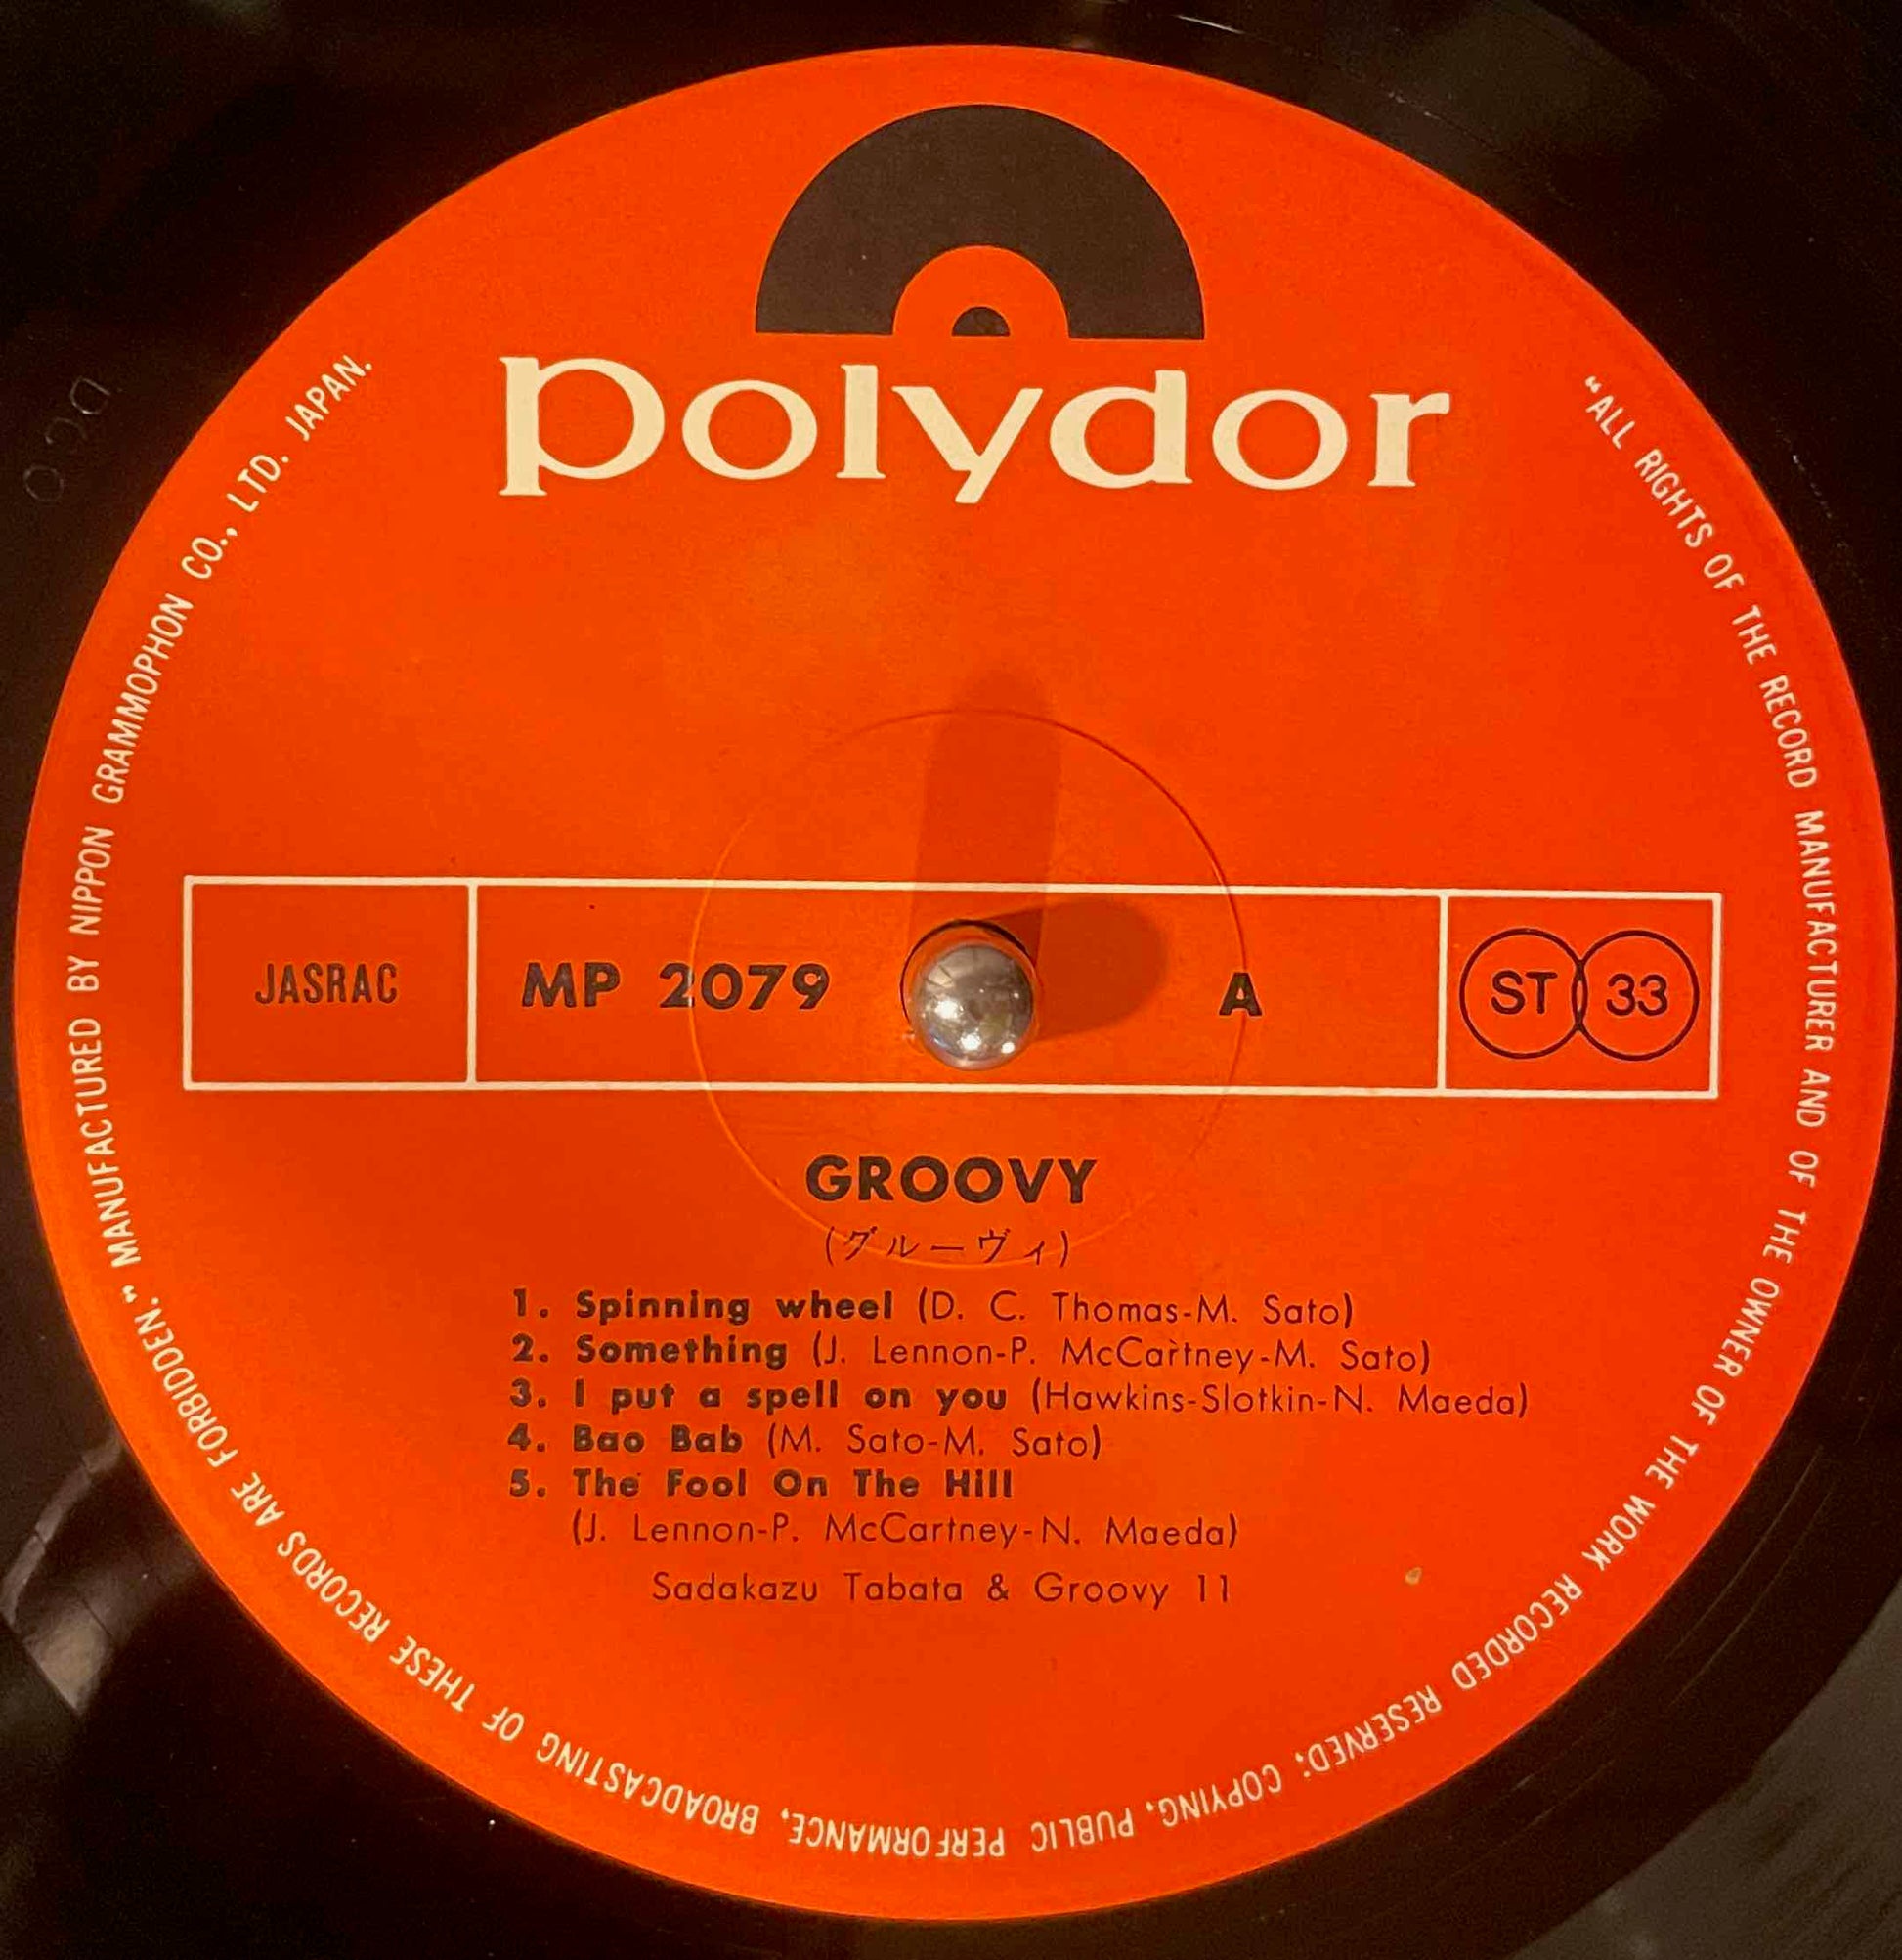 polydor
"ALL RIGHTS OF THE RECORD MANUFACTURER AND OF THE OWNER OF THE WORK RECORDED RESERVED; COPYING, PUBLIC PERFORMANCE, BROADCASTING OF THESE RECORDS ARE FORBIDDEN." MANUFACTURED BY NIPPON GRAMMOPHON CO., LTD. JAPAN.
JASRAC
MP 2079
A
ST 33
GROOVY
(グルーヴィ)
1. Spinning wheel (D. C. Thomas-M. Sato)
2. Something (J. Lennon-P. McCartney-M. Sato)
3. I put a spell on you (Hawkins-Slotkin-N. Maeda)
4. Bao Bab (M. Sato-M. Sato)
5. The Fool On The Hill
(J. Lennon-P. McCartney-N. Maeda)
Sadakazu Tabata & Groovy 11